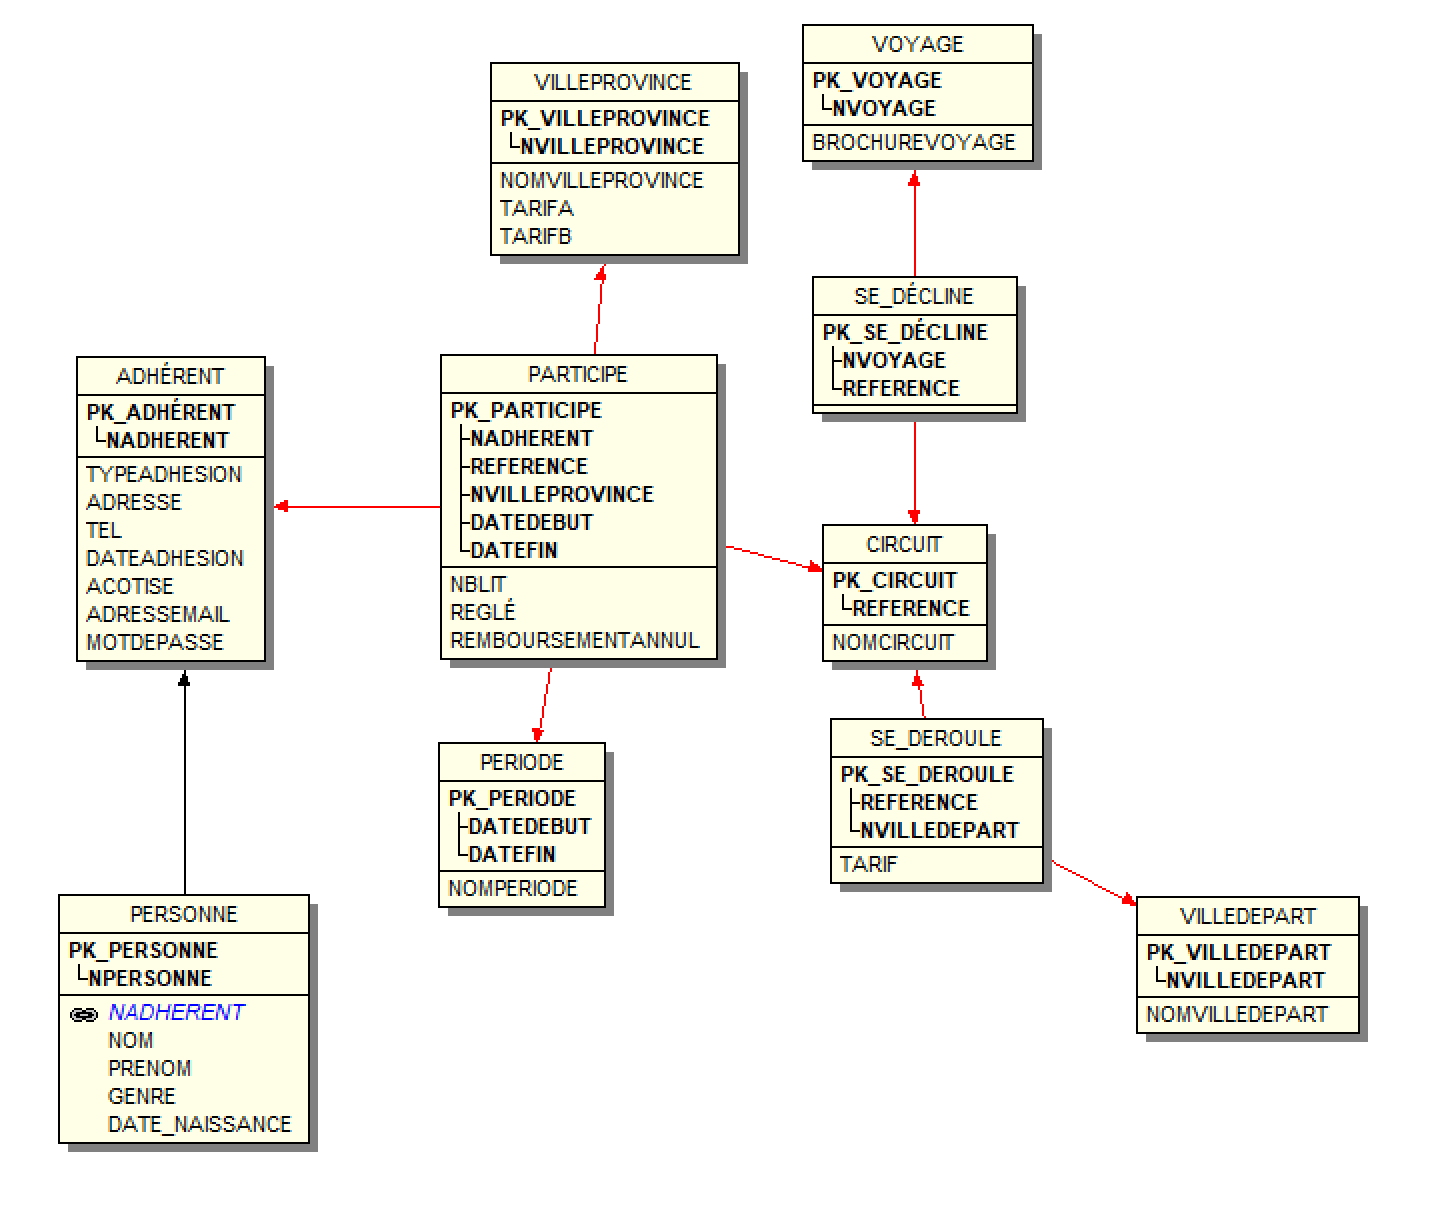 VOYAGE
PK_VOYAGE
NVOYAGE
BROCHUREVOYAGE
VILLEPROVINCE
PK_VILLEPROVINCE
NVILLEPROVINCE
NOMVILLEPROVINCE
TARIFA
TARIFB
SE_DÉCLINE
PK_SE_DÉCLINE
NVOYAGE
REFERENCE
ADHÉRENT
PK_ADHÉRENT
NADHERENT
TYPEADHESION
ADRESSE
TEL
DATEADHESION
ACOTISE
ADRESSEMAIL
MOTDEPASSE
PARTICIPE
PK_PARTICIPE
NADHERENT
REFERENCE
NVILLEPROVINCE
DATEDEBUT
DATEFIN
NBLIT
REGLÉ
REMBOURSEMENTANNUL
CIRCUIT
PK_CIRCUIT
REFERENCE
NOMCIRCUIT
SE_DEROULE
PK_SE_DEROULE
REFERENCE
NVILLEDEPART
TARIF
PERIODE
PK_PERIODE
DATEDEBUT
DATEFIN
NOMPERIODE
PERSONNE
PK_PERSONNE
NPERSONNE
NADHERENT
NOM
PRENOM
GENRE
DATE_NAISSANCE
VILLEDEPART
PK_VILLEDEPART
NVILLEDEPART
NOMVILLEDEPART